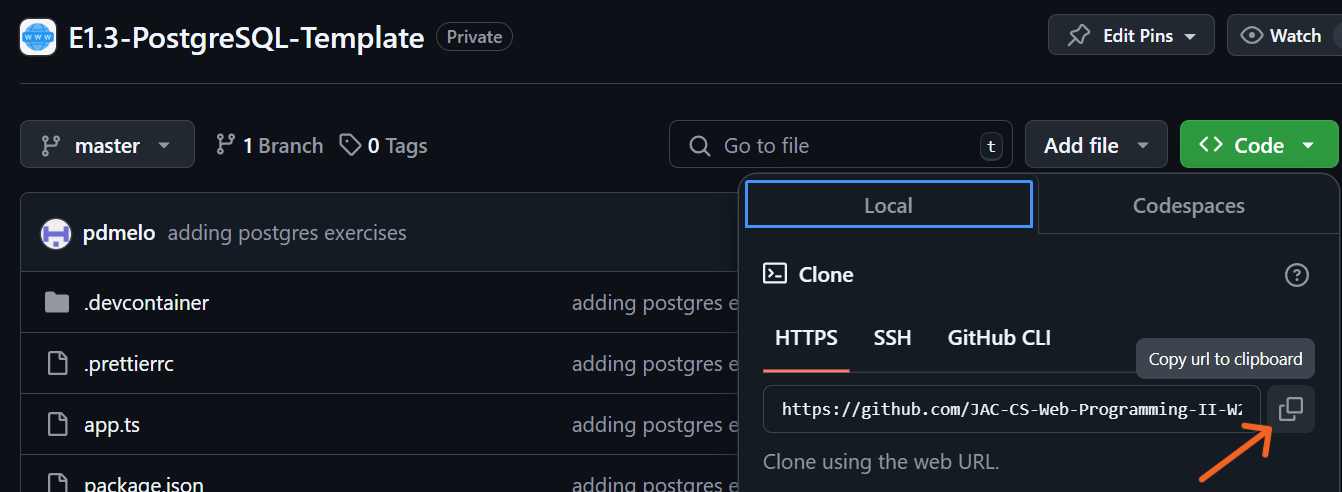 WWW
E1.3-PostgreSQL-Template Private Edit Pins Watch
master 1 Branch 0 Tags Go to file t Add file Code
Local Codespaces
pdmelo adding postgres exercises
Clone
.devcontainer adding postgres e
HTTPS SSH GitHub CLI
Copy url to clipboard
.prettierrc adding postgres e
https://github.com/JAC-CS-Web-Programming-II-W2
app.ts adding postgres e
Clone using the web URL.
package.json adding postgres e